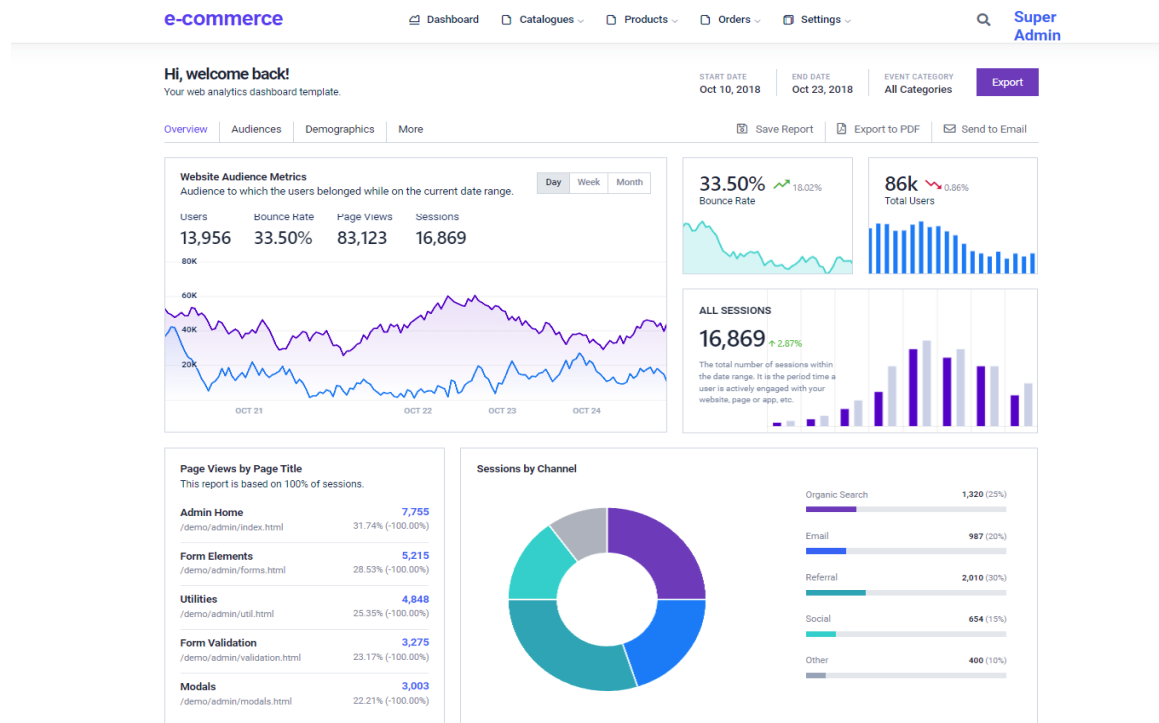 e-commerce
Dashboard
Catalogues
Products
Orders
Settings
Super
Admin
Hi, welcome back!
Your web analytics dashboard template.
START DATE
Oct 10, 2018
END DATE
Oct 23, 2018
EVENT CATEGORY
All Categories
Export
Overview
Audiences
Demographics
More
Save Report
Export to PDF
Send to Email
Website Audience Metrics
Audience to which the users belonged while on the current date range.
Day
Week
Month
Users
13,956
Bounce Rate
33.50%
Page Views
83,123
Sessions
16,869
80K
60K
40K
20K
OCT 21
OCT 22
OCT 23
OCT 24
33.50%
18.02%
Bounce Rate
86k
0.86%
Total Users
ALL SESSIONS
16,869
2.87%
The total number of sessions within
the date range. It is the period time a
user is actively engaged with your
website, page or app, etc.
Page Views by Page Title
This report is based on 100% of sessions.
Admin Home
7,755
/demo/admin/index.html
31.74% (-100.00%)
Form Elements
5,215
/demo/admin/forms.html
28.53% (-100.00%)
Utilities
4,848
/demo/admin/util.html
25.35% (-100.00%)
Form Validation
3,275
/demo/admin/validation.html
23.17% (-100.00%)
Modals
3,003
/demo/admin/modals.html
22.21% (-100.00%)
Sessions by Channel
Organic Search
1,320 (25%)
Email
987 (20%)
Referral
2,010 (30%)
Social
654 (15%)
Other
400 (10%)